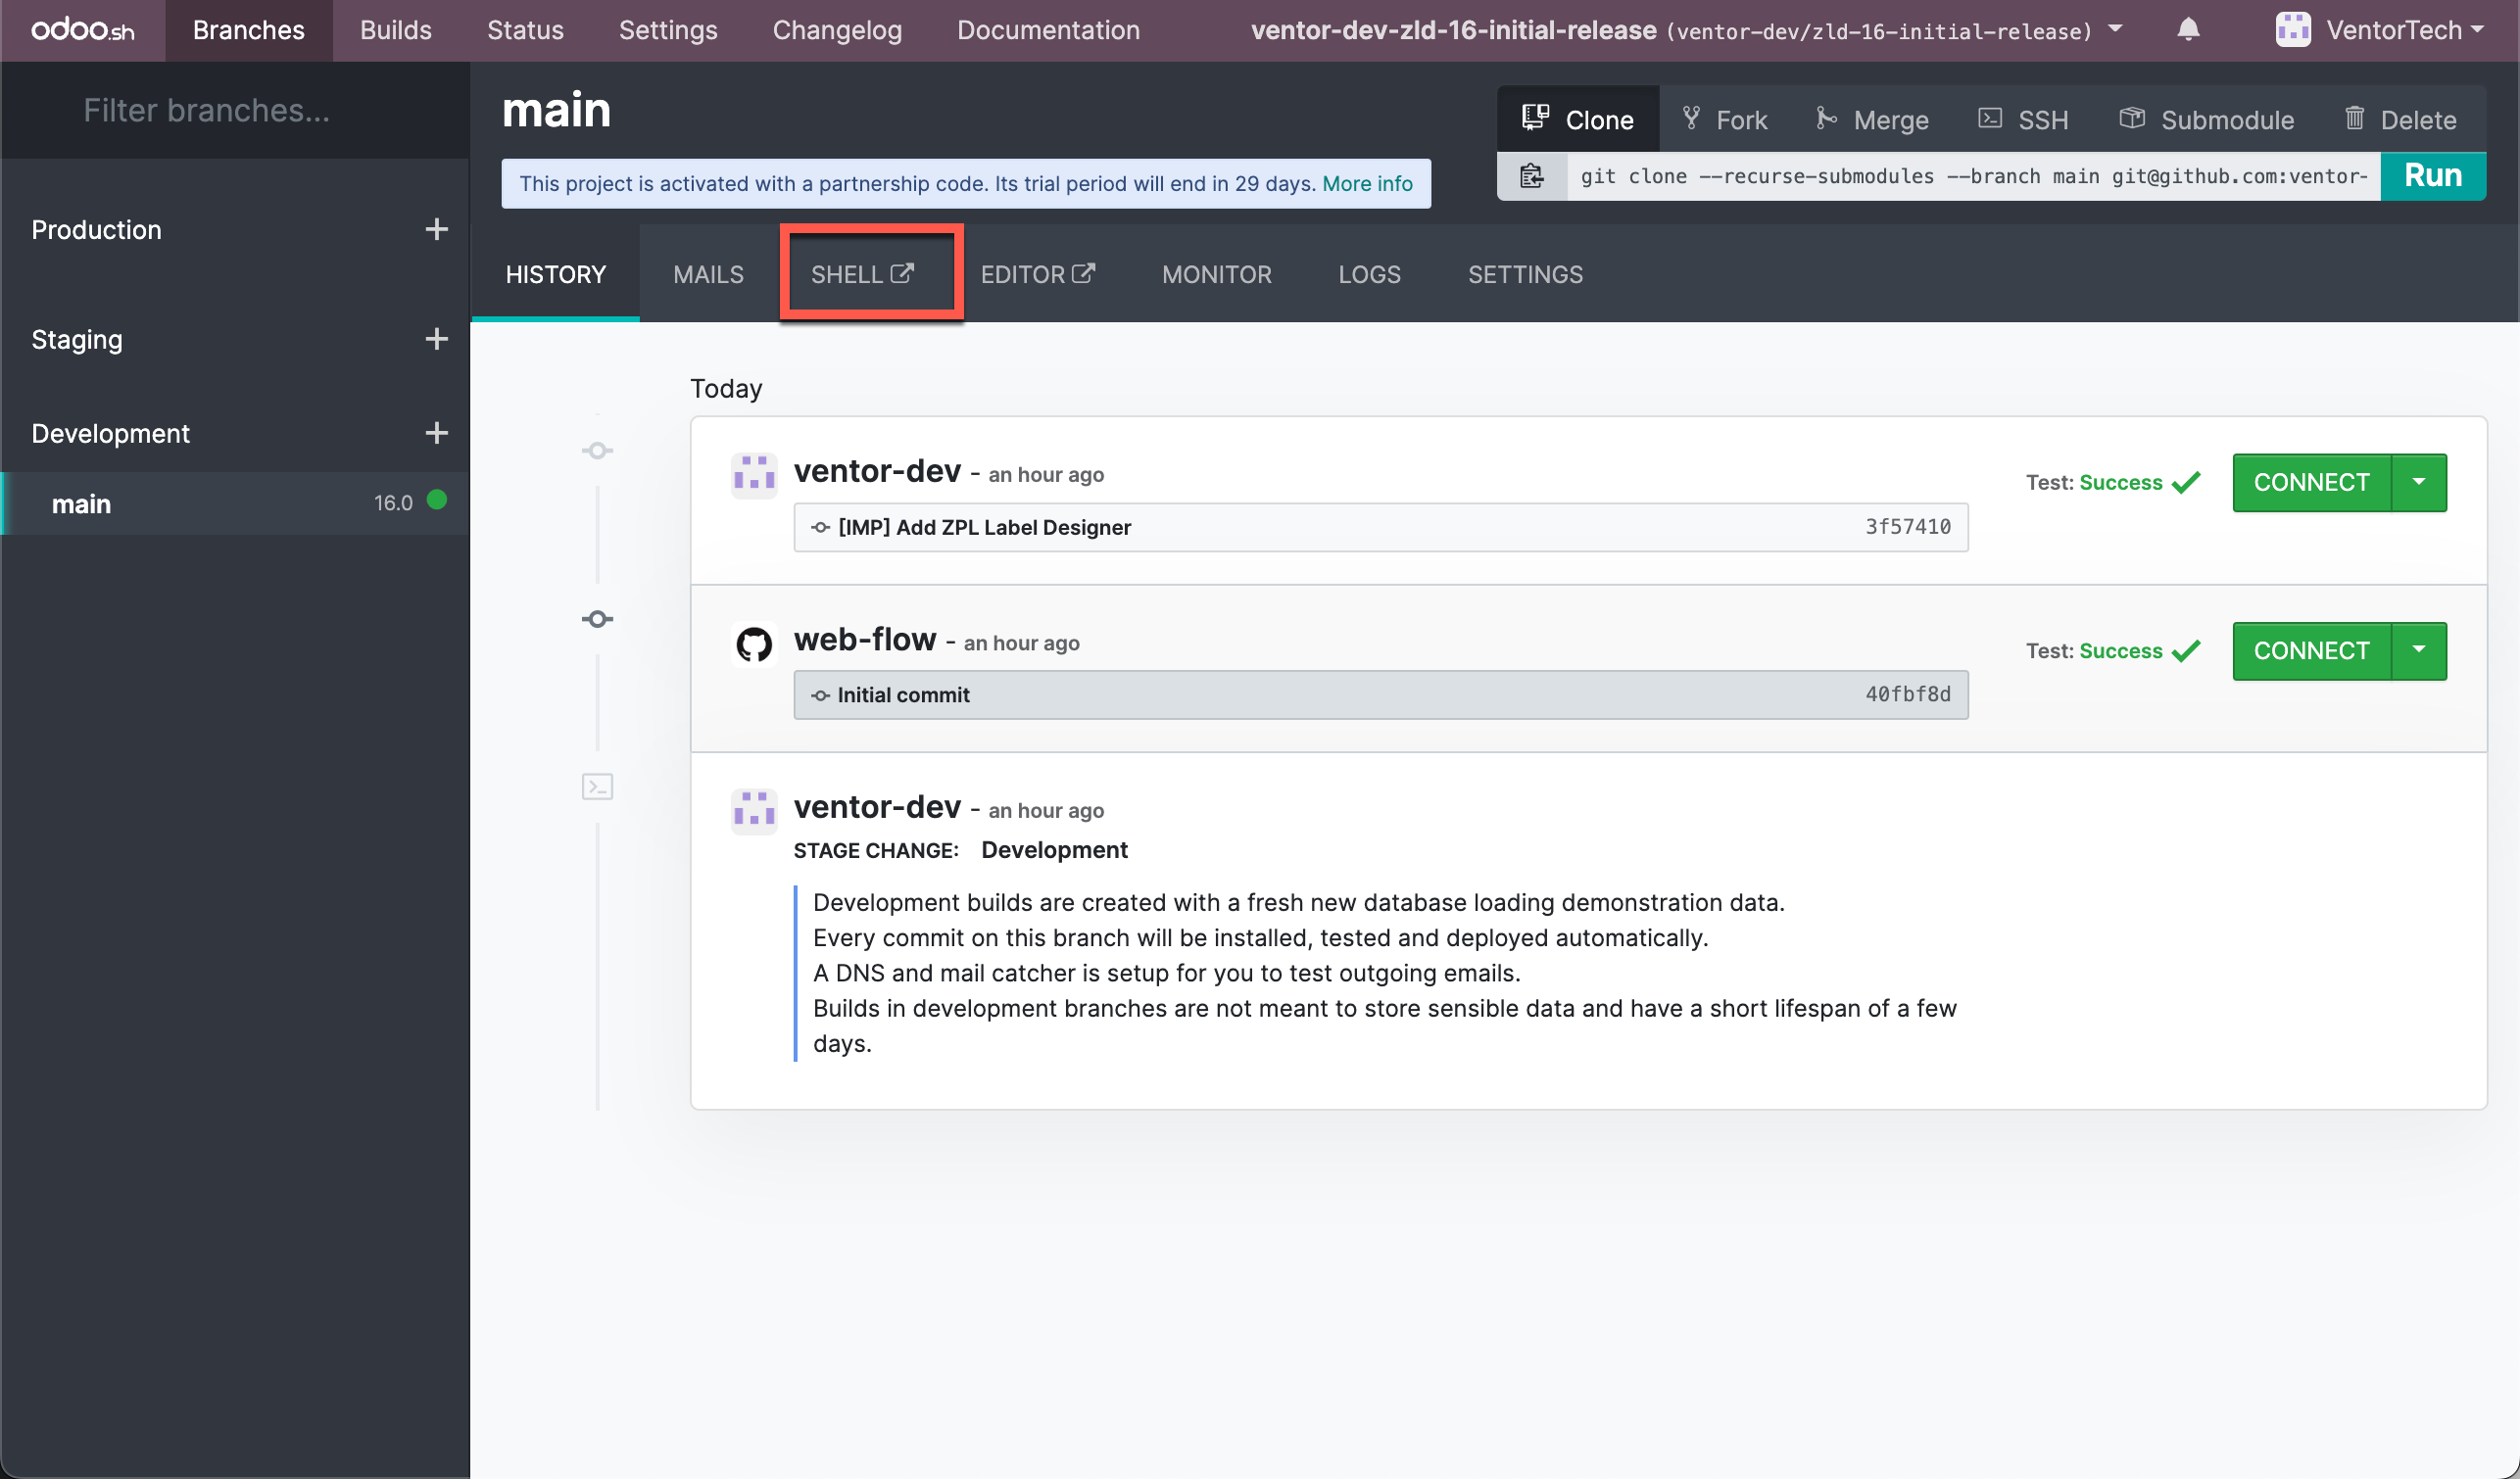 odoo.sh Branches Builds Status Settings Changelog Documentation ventor-dev-zld-16-initial-release (ventor-dev/zld-16-initial-release) VentorTech
Filter branches...
Production
Staging
Development
main 16.0
main
This project is activated with a partnership code. Its trial period will end in 29 days. More info
Clone Fork Merge SSH Submodule Delete
git clone --recurse-submodules --branch main git@github.com:ventor- Run
HISTORY MAILS SHELL EDITOR MONITOR LOGS SETTINGS
Today
ventor-dev - an hour ago
Test: Success CONNECT
[IMP] Add ZPL Label Designer 3f57410
web-flow - an hour ago
Test: Success CONNECT
Initial commit 40fbf8d
ventor-dev - an hour ago
STAGE CHANGE: Development
Development builds are created with a fresh new database loading demonstration data.
Every commit on this branch will be installed, tested and deployed automatically.
A DNS and mail catcher is setup for you to test outgoing emails.
Builds in development branches are not meant to store sensible data and have a short lifespan of a few
days.